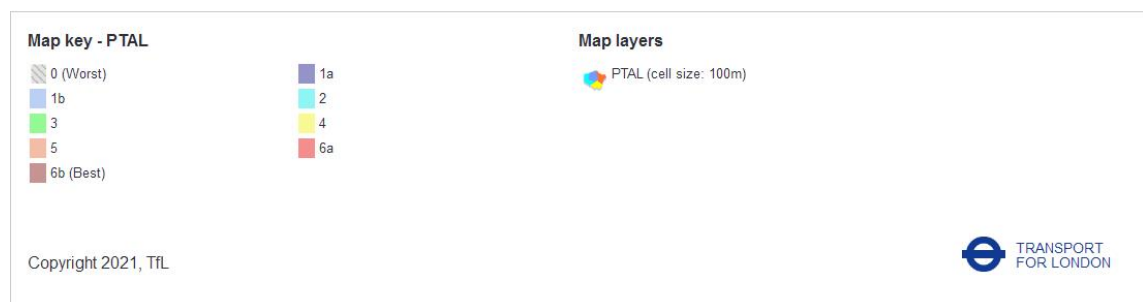 Map key - PTAL
0 (Worst)
1a
1b
2
3
4
5
6a
6b (Best)
Map layers
PTAL (cell size: 100m)
Copyright 2021, TfL
TRANSPORT
FOR LONDON